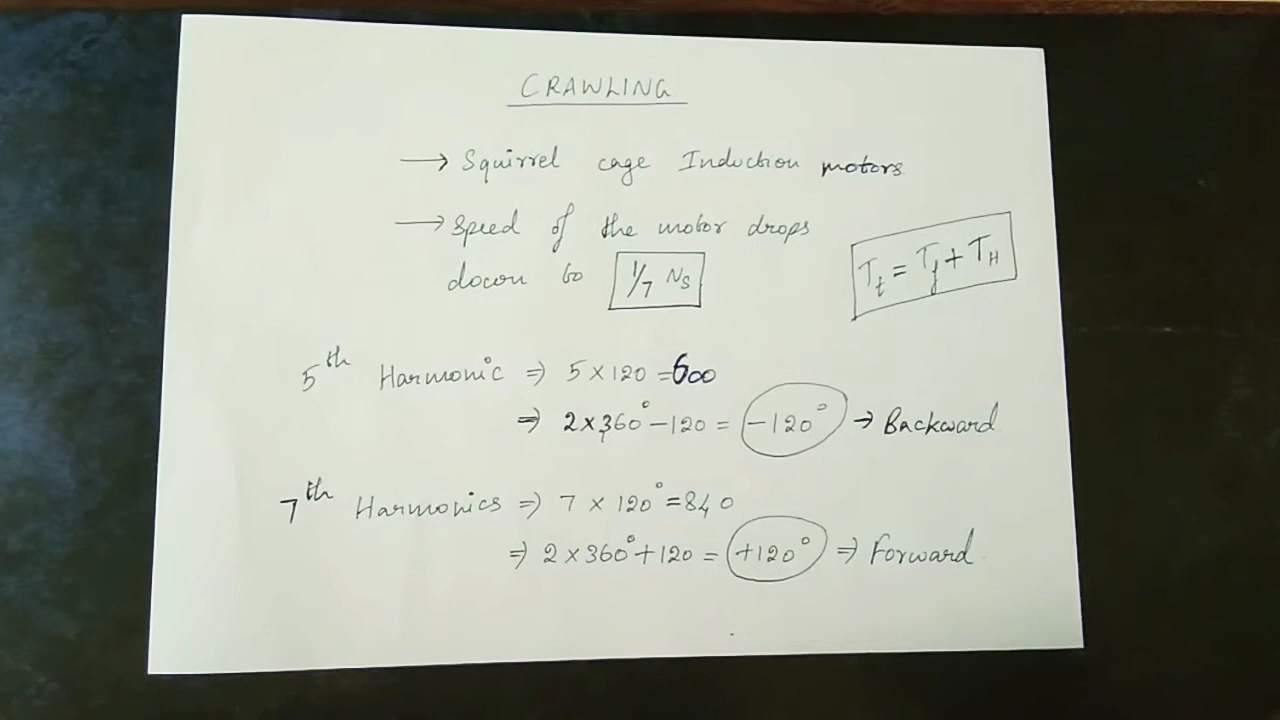 CRAWLING
→ Squirrel cage Induction motors.
→ Speed of the motor drops
down to 1/7 Ns
Tt = Tf + TH
5th Harmonic ⇒ 5 × 120 = 600
⇒ 2 × 360° - 120 = -120° → Backward
7th Harmonics ⇒ 7 × 120° = 840
⇒ 2 × 360° + 120 = +120° ⇒ Forward